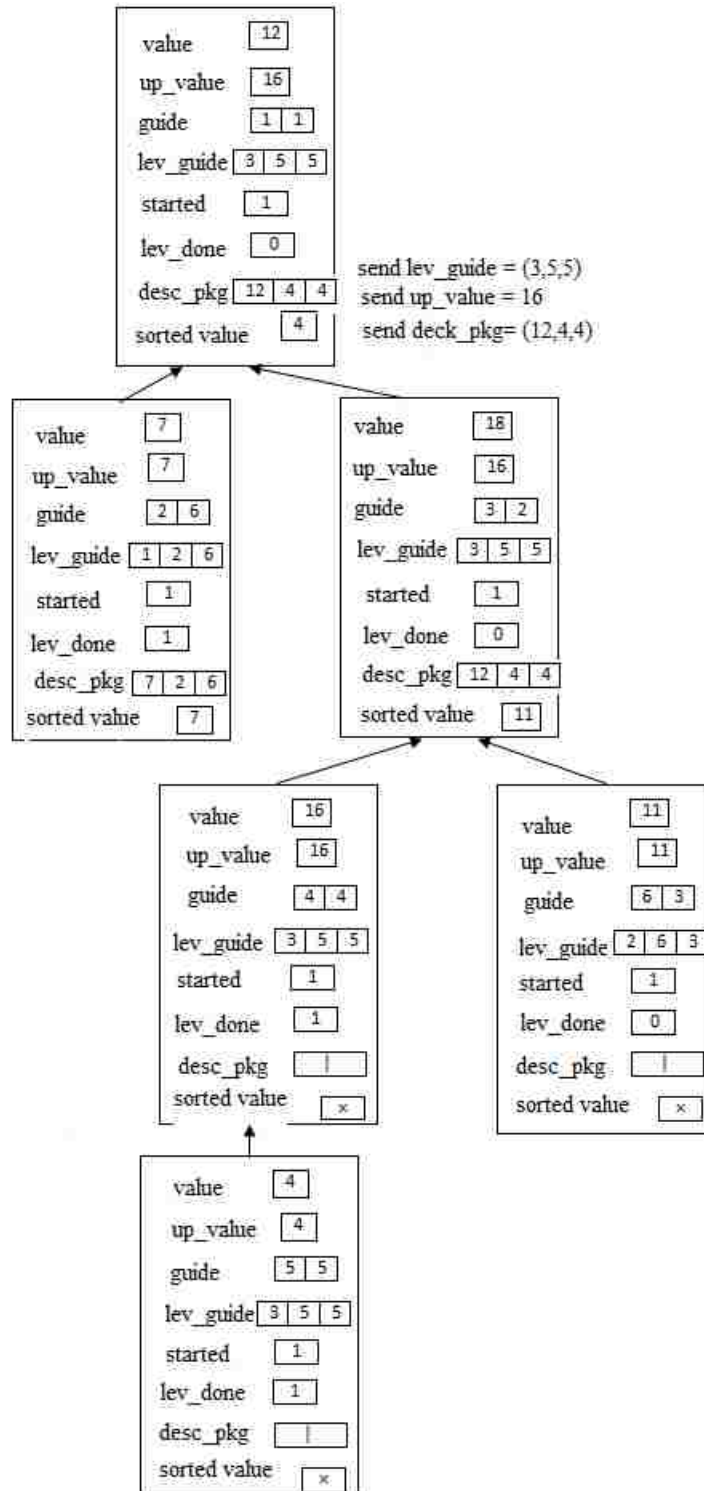 value 12
up_value 16
guide 1 1
lev_guide 3 5 5
started 1
lev_done 0
desc_pkg 12 4 4
sorted value 4
send lev_guide = (3,5,5)
send up_value = 16
send deck_pkg= (12,4,4)
value 7
up_value 7
guide 2 6
lev_guide 1 2 6
started 1
lev_done 1
desc_pkg 7 2 6
sorted value 7
value 18
up_value 16
guide 3 2
lev_guide 3 5 5
started 1
lev_done 0
desc_pkg 12 4 4
sorted value 11
value 16
up_value 16
guide 4 4
lev_guide 3 5 5
started 1
lev_done 1
desc_pkg |
sorted value ×
value 11
up_value 11
guide 6 3
lev_guide 2 6 3
started 1
lev_done 0
desc_pkg |
sorted value ×
value 4
up_value 4
guide 5 5
lev_guide 3 5 5
started 1
lev_done 1
desc_pkg |
sorted value ×